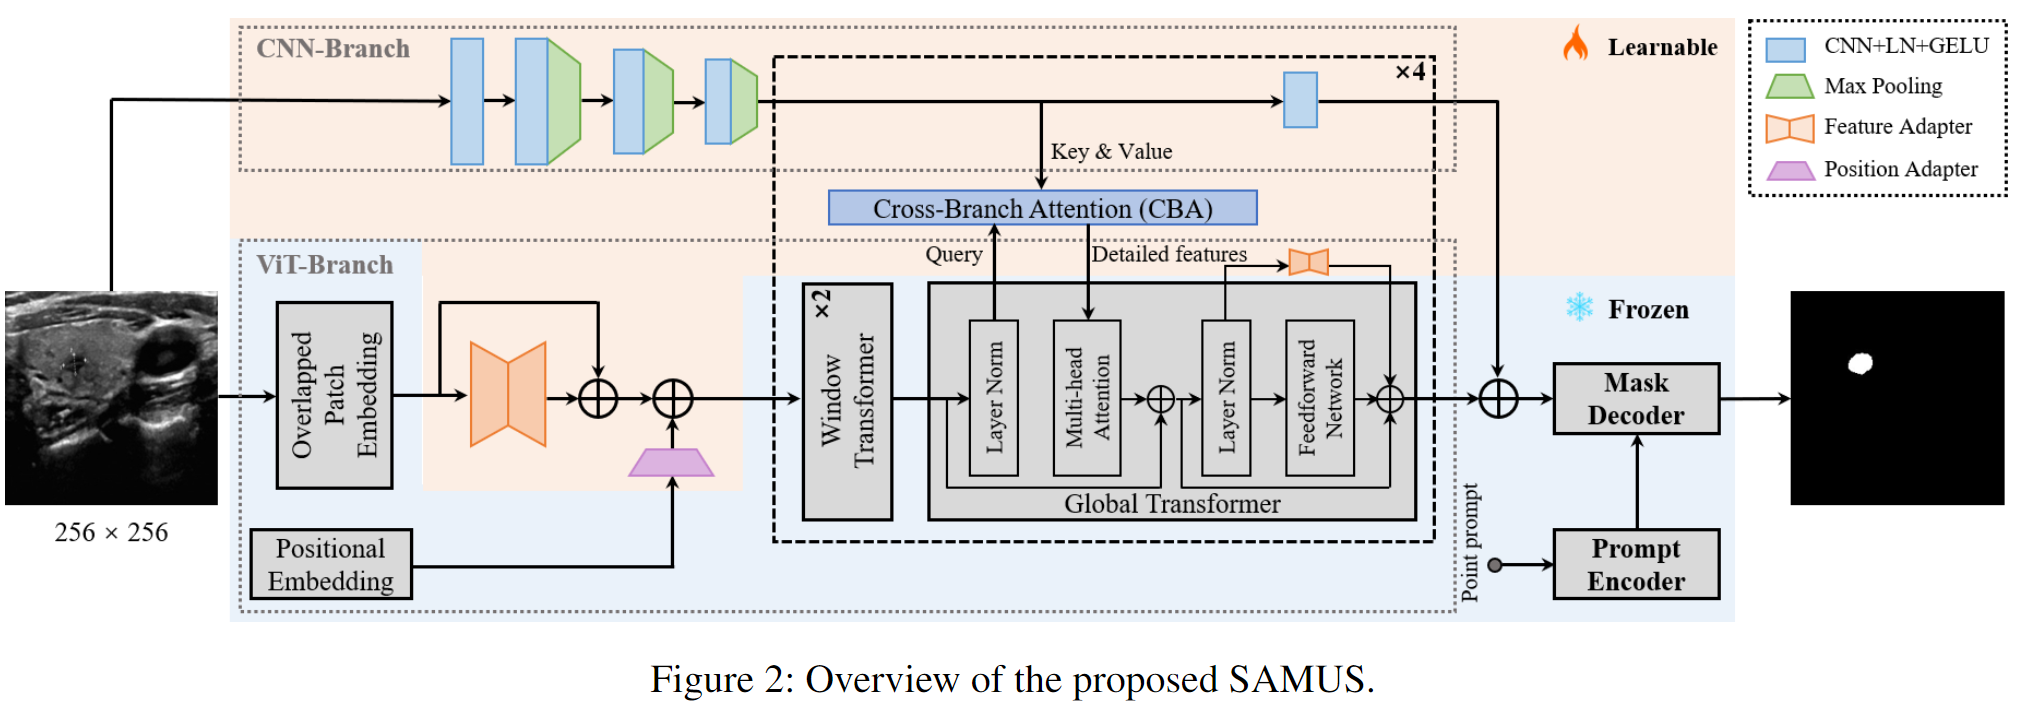 CNN-Branch
Learnable
CNN+LN+GELU
Max Pooling
Feature Adapter
Position Adapter
×4
Key & Value
Cross-Branch Attention (CBA)
Query
Detailed features
ViT-Branch
Frozen
Overlapped
Patch
Embedding
×2
Window
Transformer
Layer Norm
Multi-head
Attention
Layer Norm
Feedforward
Network
Global Transformer
Mask
Decoder
256 × 256
Positional
Embedding
Point prompt
Prompt
Encoder
Figure 2: Overview of the proposed SAMUS.